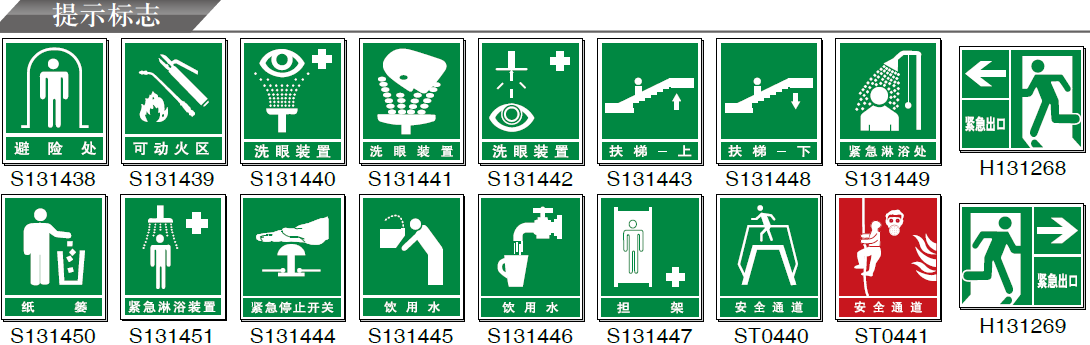 提示标志
避险处
可动火区
洗眼装置
洗眼装置
洗眼装置
扶梯－上
扶梯－下
紧急淋浴处
紧急出口
S131438
S131439
S131440
S131441
S131442
S131443
S131448
S131449
H131268
纸篓
紧急淋浴装置
紧急停止开关
饮用水
饮用水
担架
安全通道
安全通道
紧急出口
S131450
S131451
S131444
S131445
S131446
S131447
ST0440
ST0441
H131269